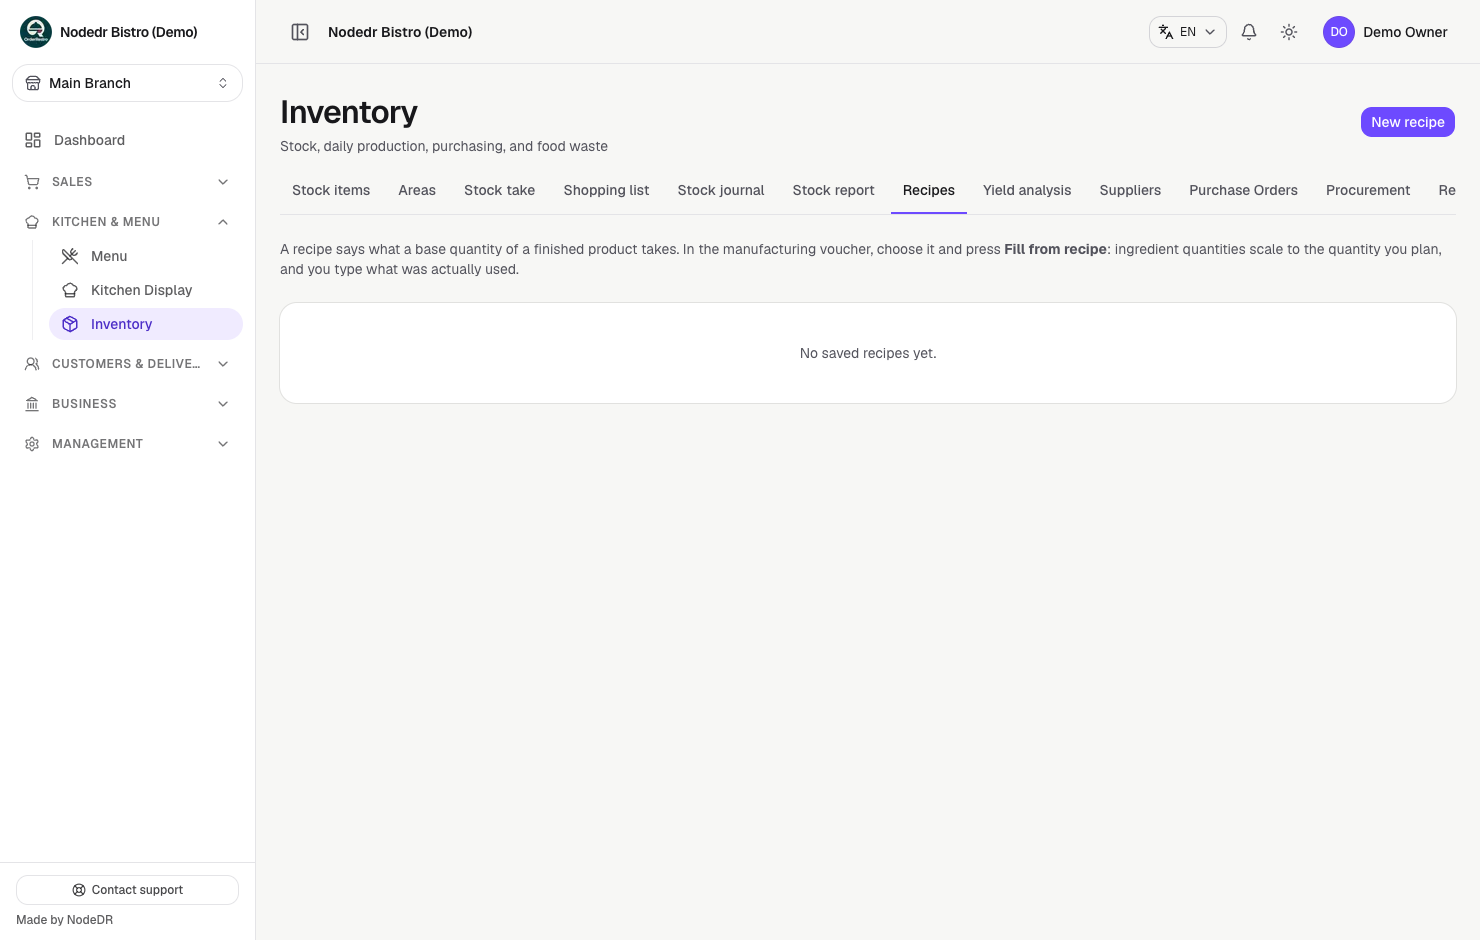 Nodedr Bistro (Demo)
Main Branch
Dashboard
SALES
KITCHEN & MENU
Menu
Kitchen Display
Inventory
CUSTOMERS & DELIVE...
BUSINESS
MANAGEMENT
Contact support
Made by NodeDR
Nodedr Bistro (Demo)
EN
DO
Demo Owner
Inventory
Stock, daily production, purchasing, and food waste
New recipe
Stock items Areas Stock take Shopping list Stock journal Stock report Recipes Yield analysis Suppliers Purchase Orders Procurement Re
A recipe says what a base quantity of a finished product takes. In the manufacturing voucher, choose it and press Fill from recipe: ingredient quantities scale to the quantity you plan,
and you type what was actually used.
No saved recipes yet.